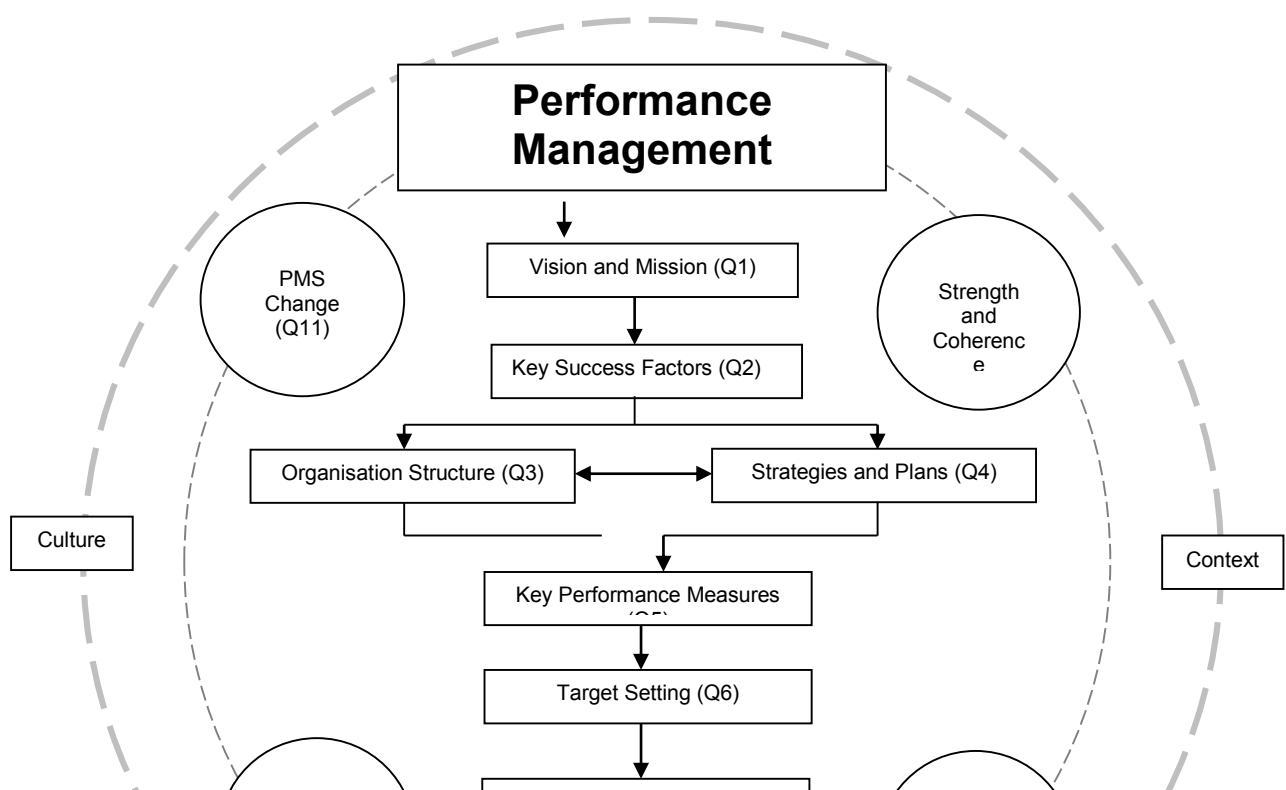 Performance
Management
Vision and Mission (Q1)
PMS
Change
(Q11)
Strength
and
Coherenc
e
Key Success Factors (Q2)
Organisation Structure (Q3)
Strategies and Plans (Q4)
Culture
Context
Key Performance Measures
Target Setting (Q6)